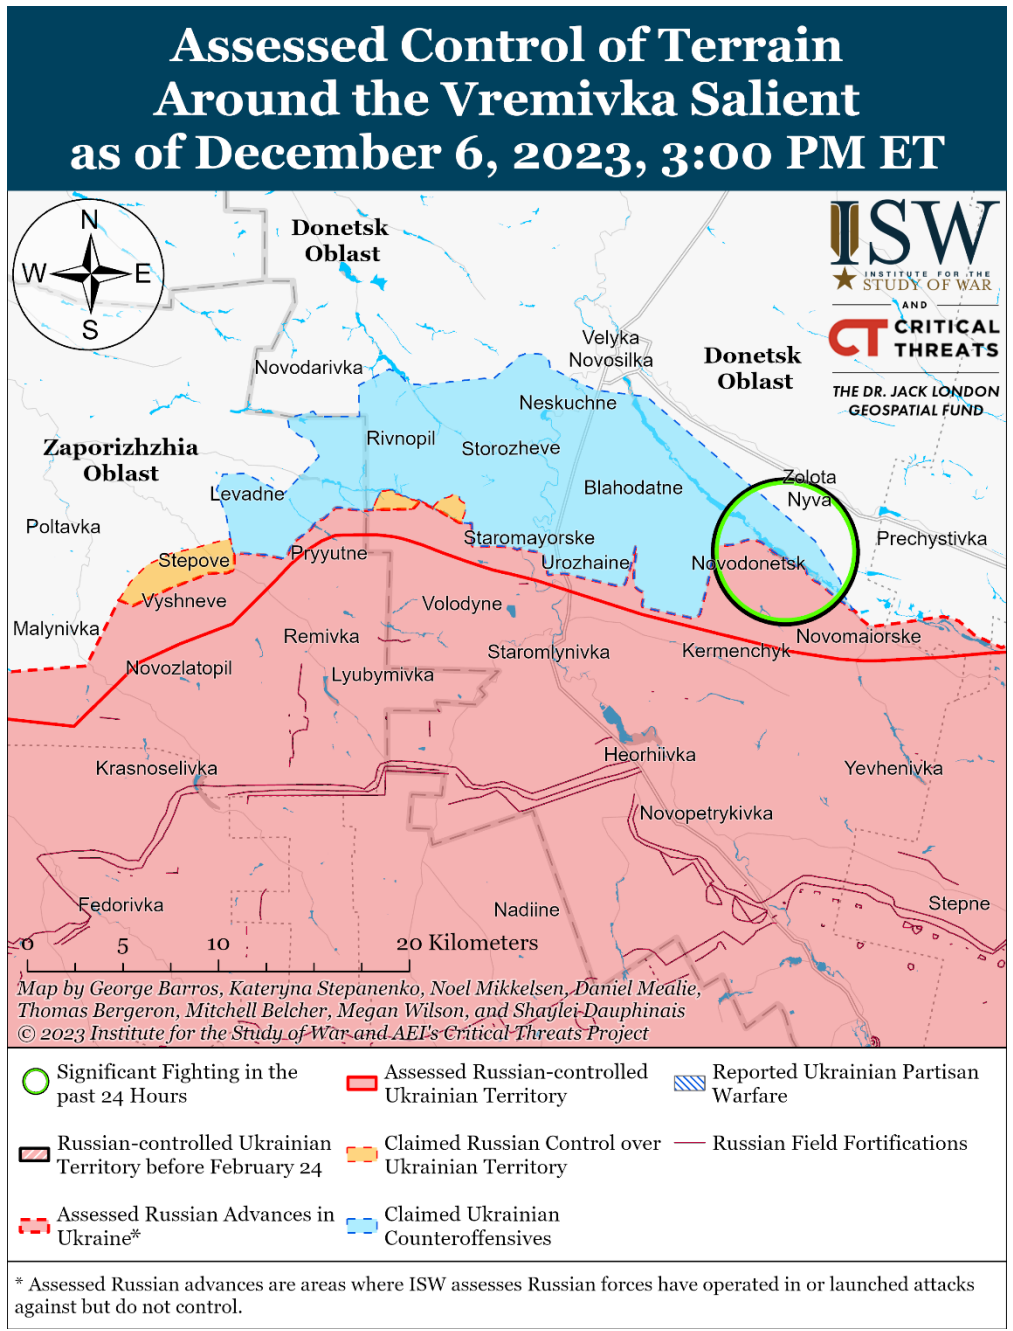 Assessed Control of Terrain
Around the Vremivka Salient
as of December 6, 2023, 3:00 PM ET
N
W
E
S
Donetsk
Oblast
ISW
INSTITUTE FOR THE
STUDY OF WAR
AND
CT CRITICAL
THREATS
THE DR. JACK LONDON
GEOSPATIAL FUND
Velyka
Novosilka
Donetsk
Oblast
Novodarivka
Neskuchne
Zaporizhzhia
Oblast
Rivnopil
Storozheve
Levadne
Blahodatne
Zolota
Nyva
Poltavka
Staromayorske
Prechystivka
Stepove
Pryyutne
Urozhaine
Novodonetsk
Vyshneve
Volodyne
Malynivka
Remivka
Novomaiorske
Staromlynivka
Kermenchyk
Novozlatopil
Lyubymivka
Krasnoselivka
Heorhiivka
Yevhenivka
Novopetrykivka
Fedorivka
Nadiine
Stepne
0 5 10 20 Kilometers
Map by George Barros, Kateryna Stepanenko, Noel Mikkelsen, Daniel Mealie,
Thomas Bergeron, Mitchell Belcher, Megan Wilson, and Shaylei Dauphinais
© 2023 Institute for the Study of War and AEI's Critical Threats Project
Significant Fighting in the
past 24 Hours
Assessed Russian-controlled
Ukrainian Territory
Reported Ukrainian Partisan
Warfare
Russian-controlled Ukrainian
Territory before February 24
Claimed Russian Control over
Ukrainian Territory
Russian Field Fortifications
Assessed Russian Advances in
Ukraine*
Claimed Ukrainian
Counteroffensives
* Assessed Russian advances are areas where ISW assesses Russian forces have operated in or launched attacks
against but do not control.